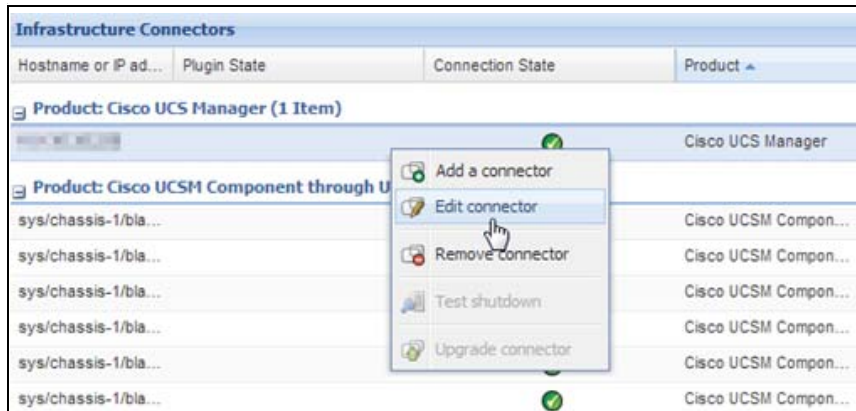 Infrastructure Connectors
Hostname or IP ad... Plugin State Connection State Product
Product: Cisco UCS Manager (1 Item)
Cisco UCS Manager
Add a connector
Product: Cisco UCSM Component through U
Edit connector
sys/chassis-1/bla... Cisco UCSM Compon...
sys/chassis-1/bla... Remove connector Cisco UCSM Compon...
sys/chassis-1/bla... Test shutdown Cisco UCSM Compon...
sys/chassis-1/bla... Upgrade connector Cisco UCSM Compon...
sys/chassis-1/bla... Cisco UCSM Compon...
sys/chassis-1/bla... Cisco UCSM Compon...